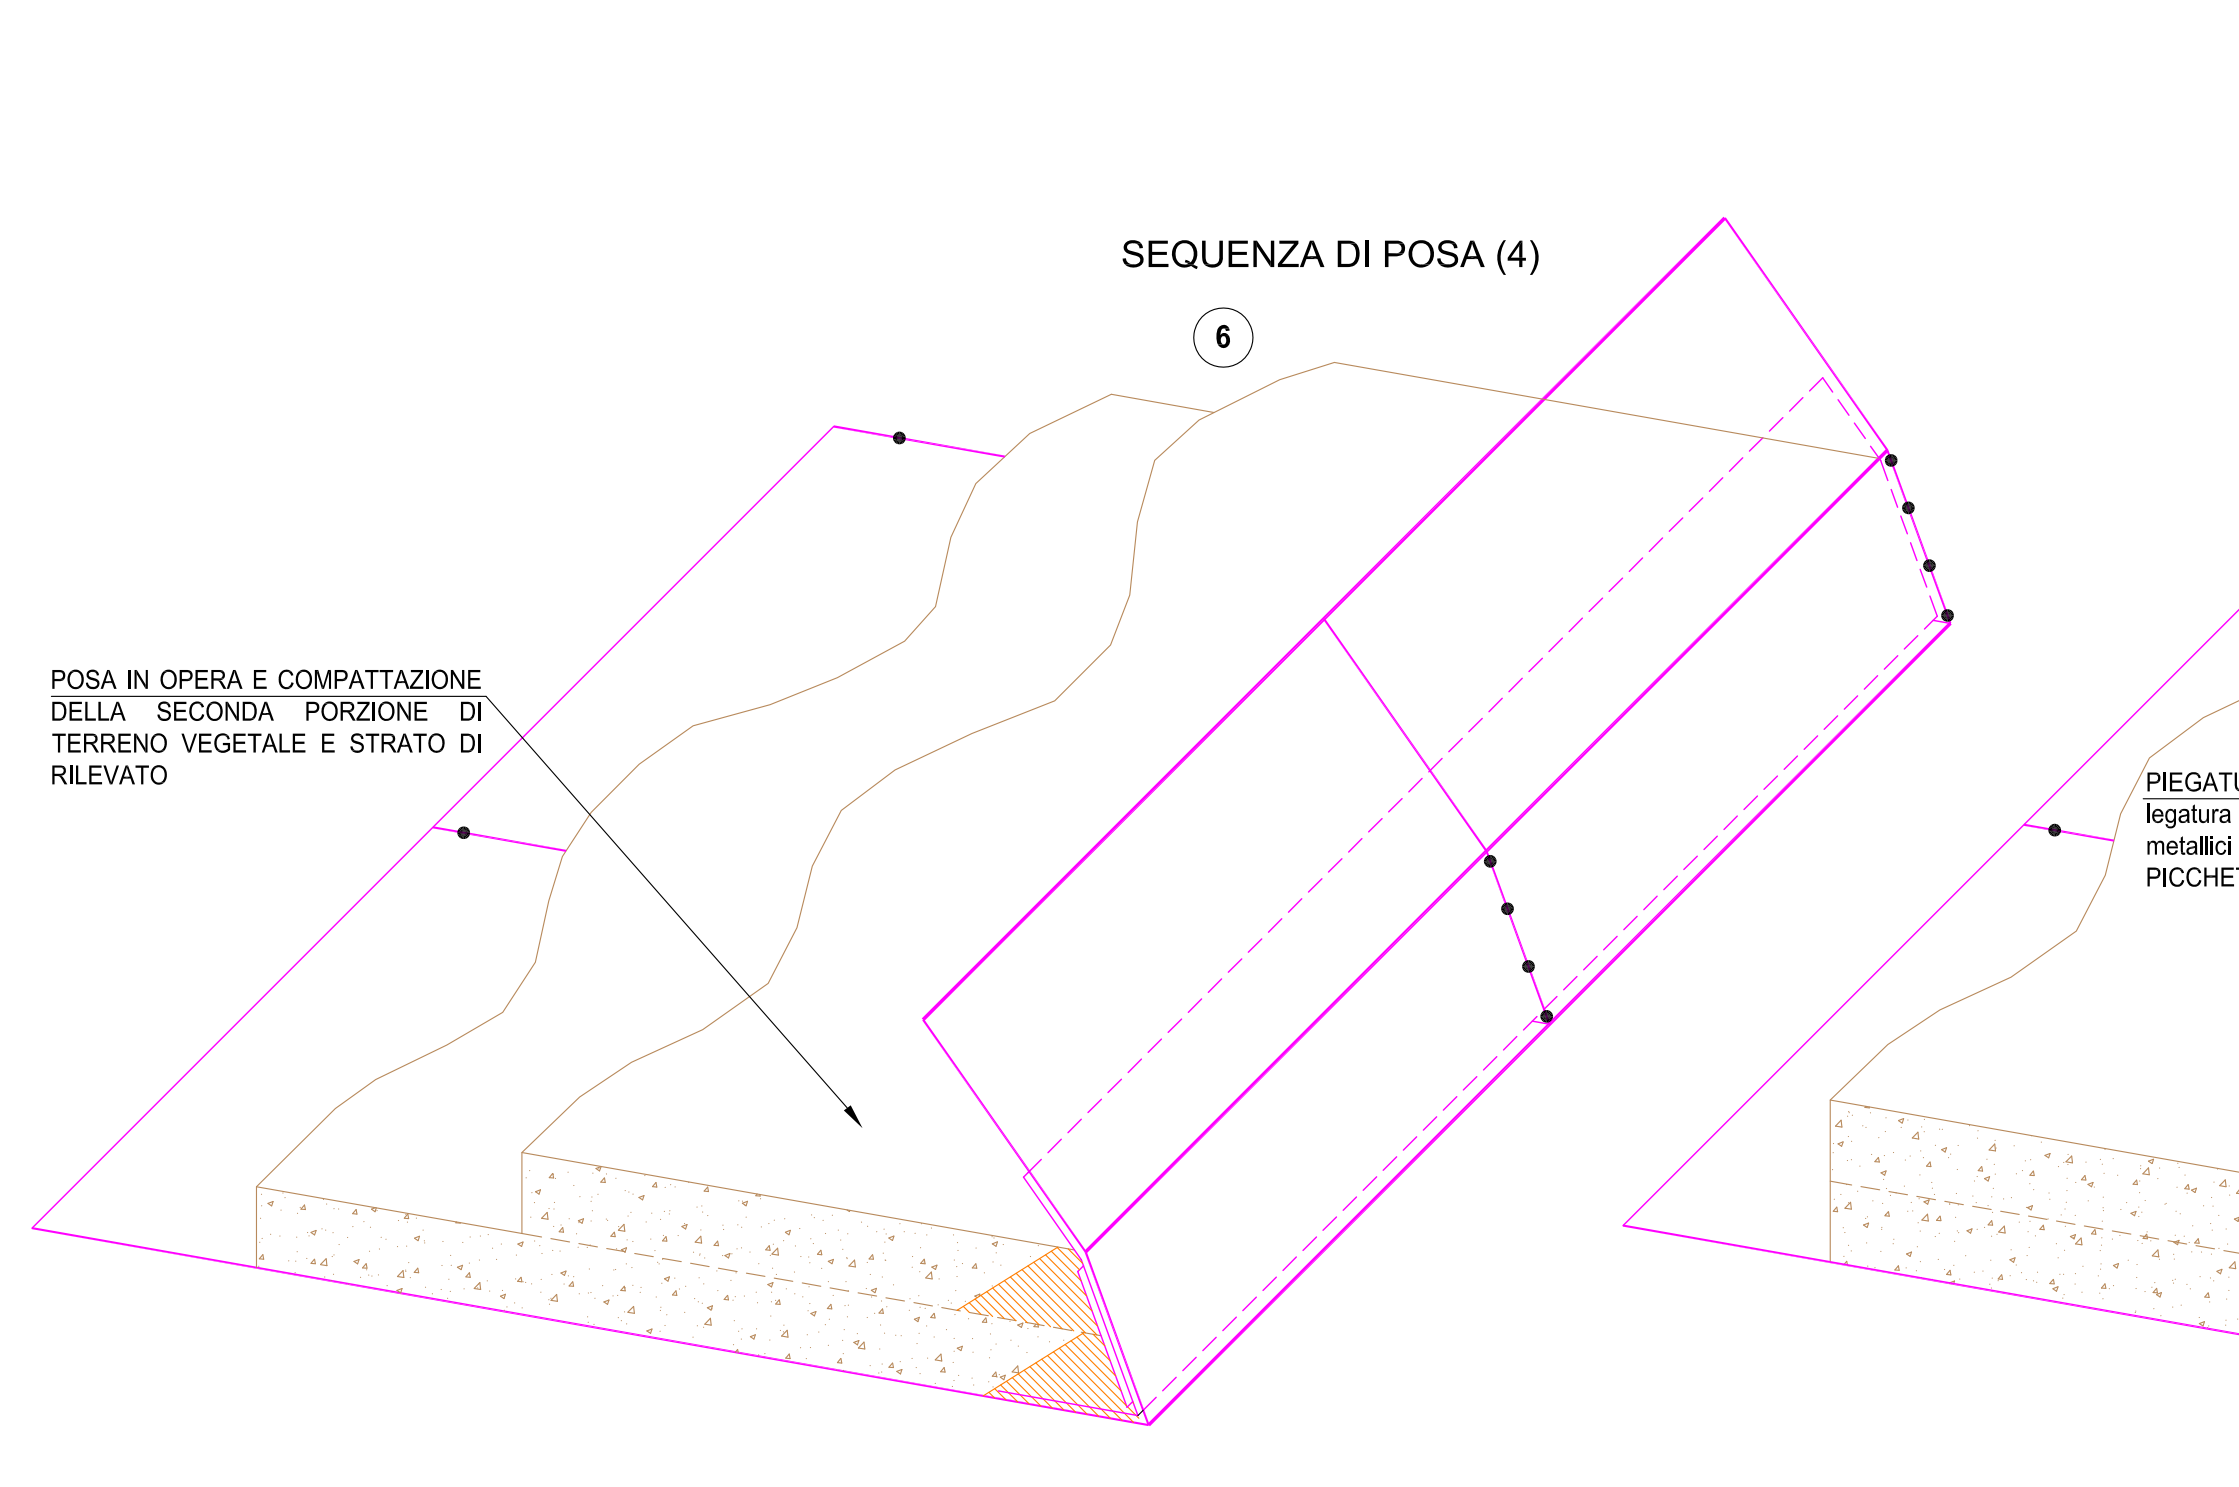 SEQUENZA DI POSA (4)
6
POSA IN OPERA E COMPATTAZIONE
DELLA SECONDA PORZIONE DI
TERRENO VEGETALE E STRATO DI
RILEVATO
legatura
metallici